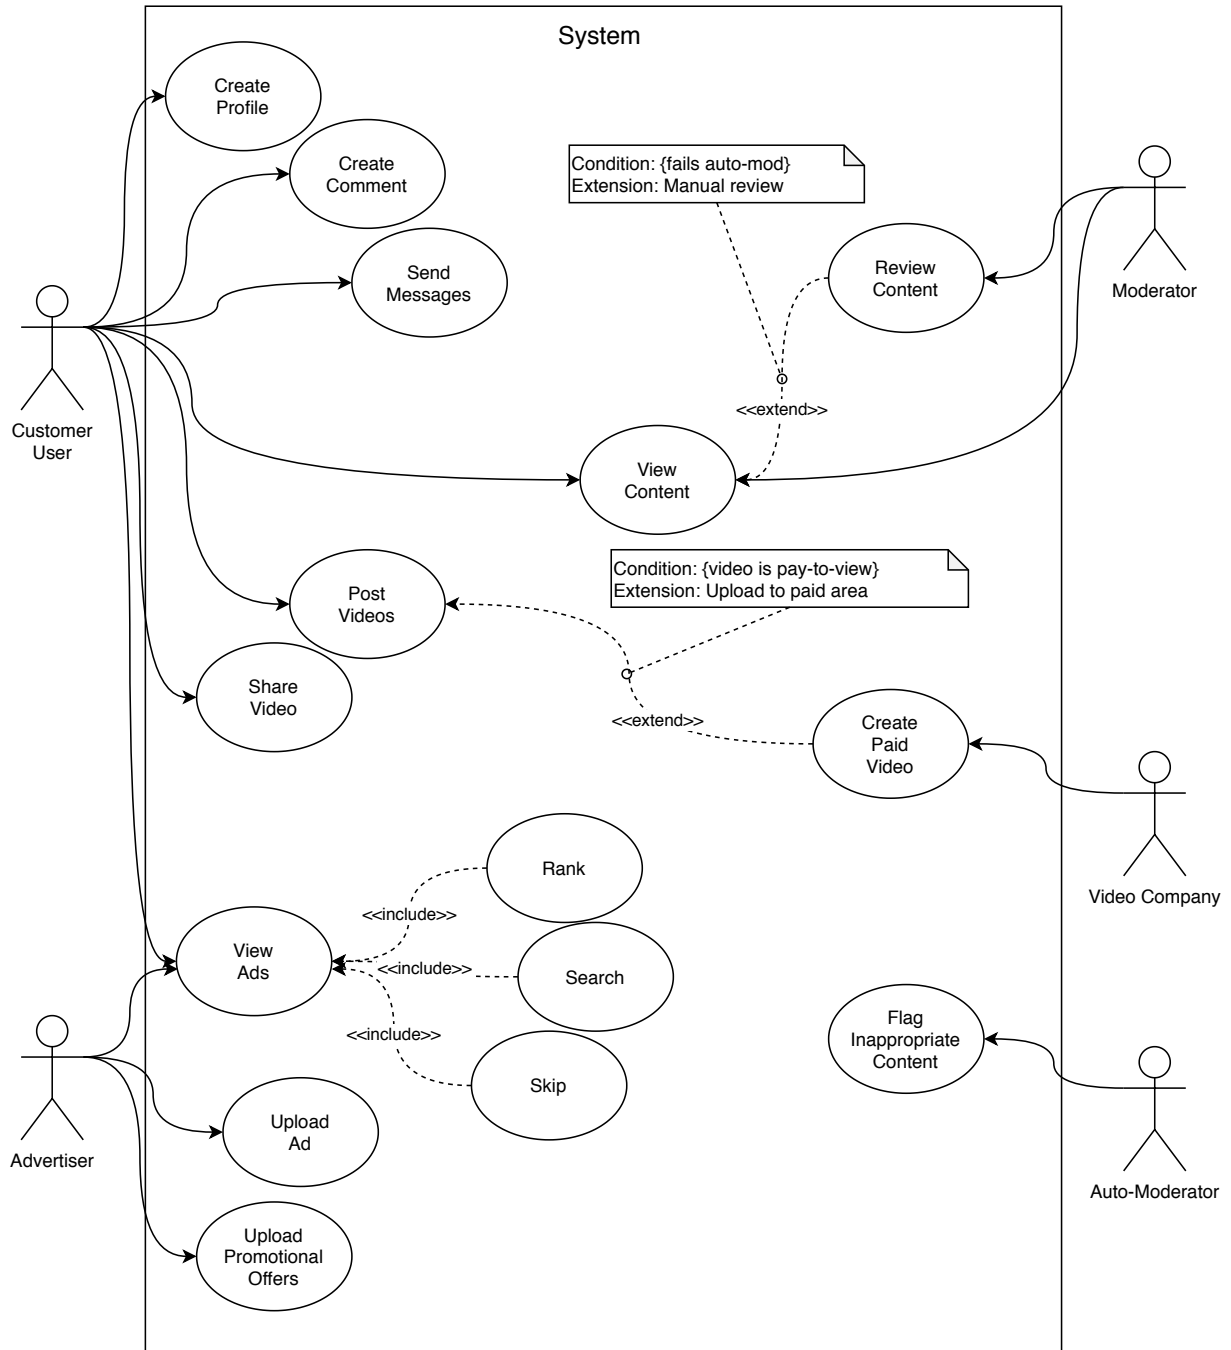 System
Create
Profile
Create
Comment
Condition: {fails auto-mod}
Extension: Manual review
Send
Messages
Review
Content
Moderator
Customer
User
<<extend>>
View
Content
Condition: {video is pay-to-view}
Extension: Upload to paid area
Post
Videos
Share
Video
<<extend>>
Create
Paid
Video
Video Company
Rank
<<include>>
View
Ads
<<include>>
Search
<<include>>
Skip
Flag
Inappropriate
Content
Advertiser
Upload
Ad
Auto-Moderator
Upload
Promotional
Offers